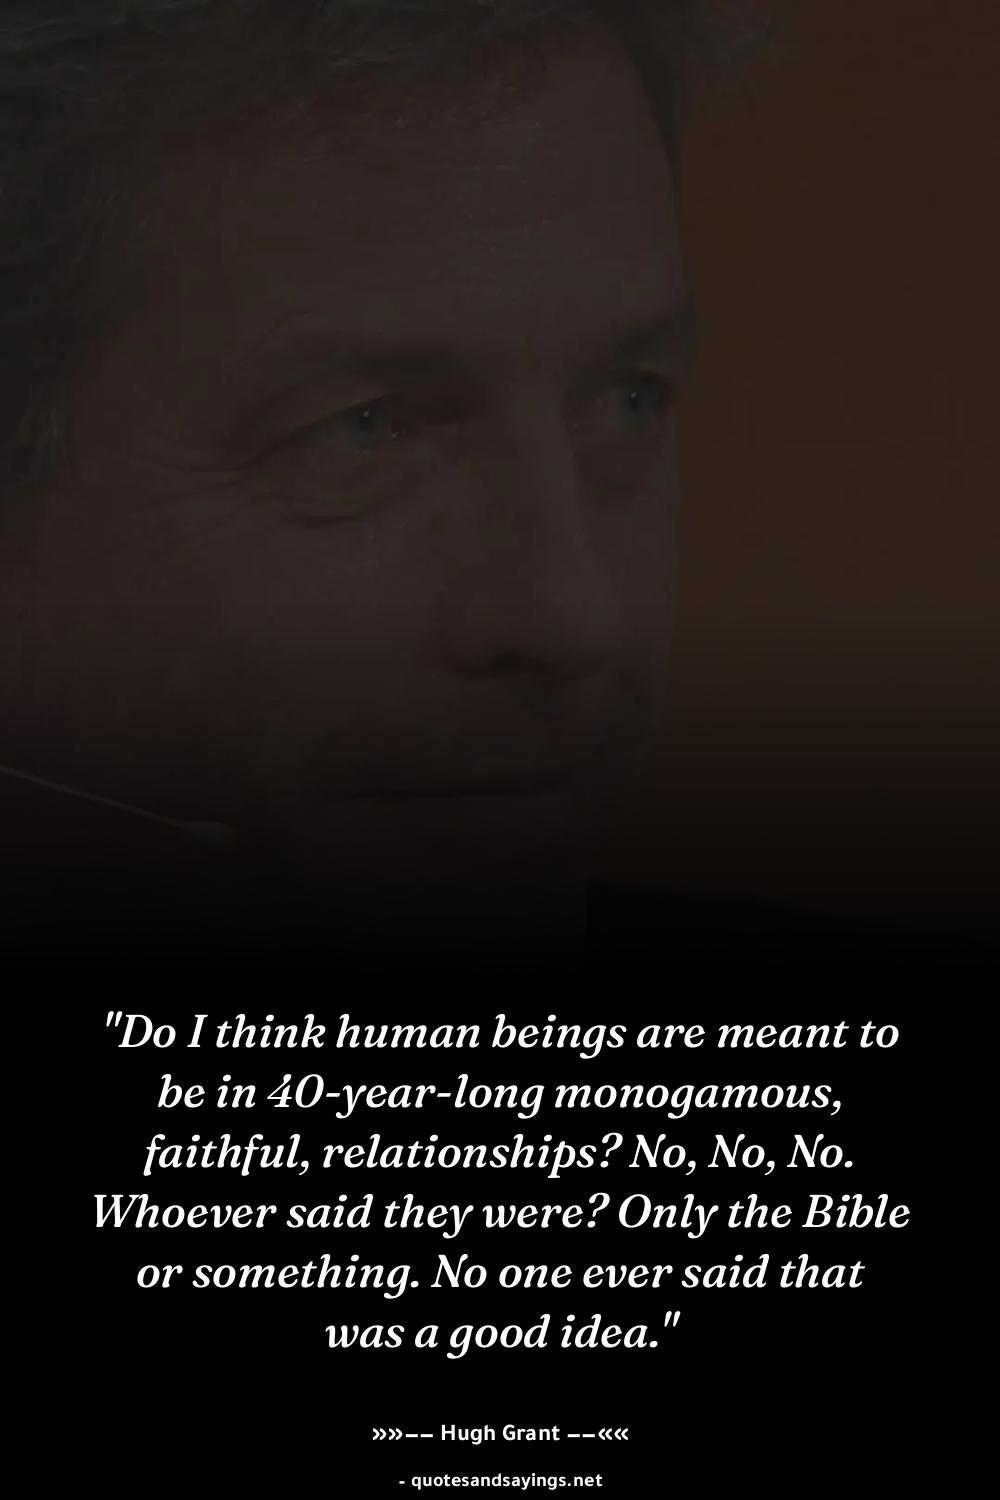 "Do I think human beings are meant to
be in 40-year-long monogamous,
faithful, relationships? No, No, No.
Whoever said they were? Only the Bible
or something. No one ever said that
was a good idea."
»»—— Hugh Grant ——««
- quotesandsayings.net